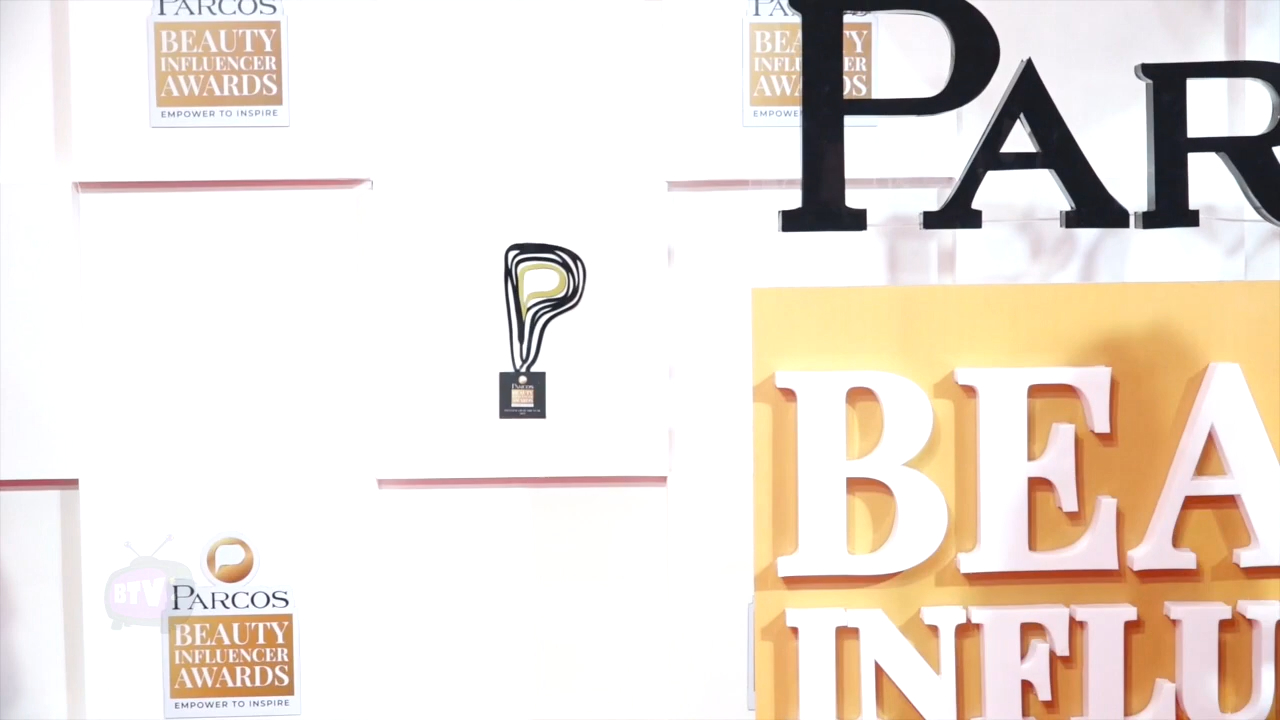 PARCOS
BEAUTY
INFLUENCER
AWARDS
EMPOWER TO INSPIRE
PAR
BEA
INFLU
P
PARCOS
BEAUTY
INFLUENCER
AWARDS
BTV
PARCOS
BEAUTY
INFLUENCER
AWARDS
EMPOWER TO INSPIRE